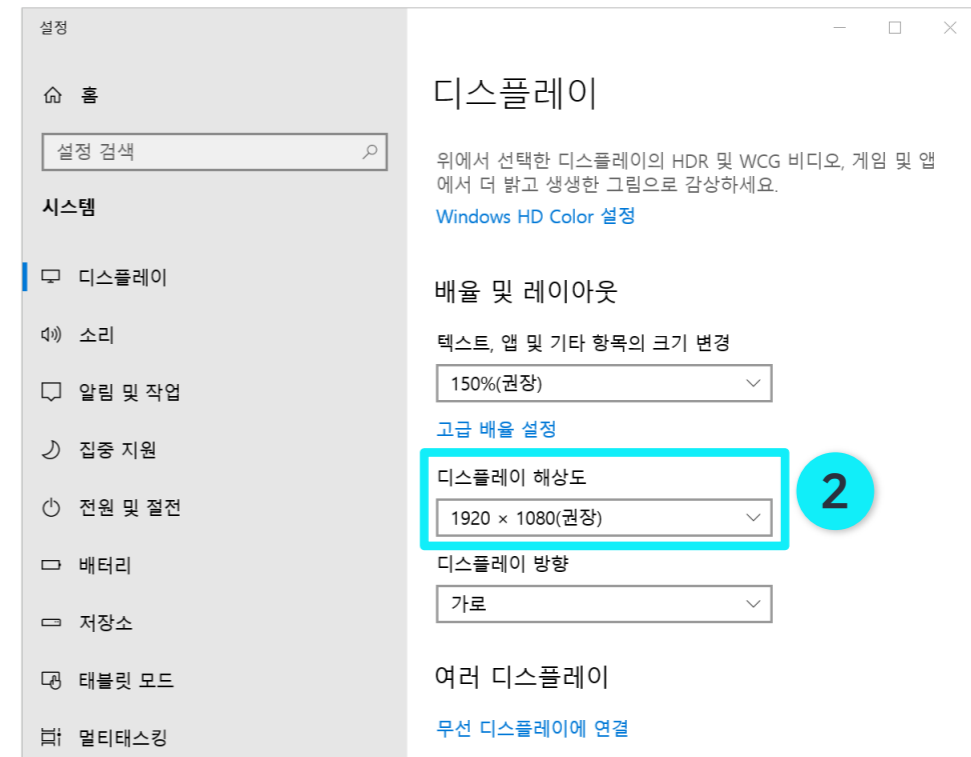 설정
홈
설정 검색
시스템
디스플레이
소리
알림 및 작업
집중 지원
전원 및 절전
배터리
저장소
태블릿 모드
멀티태스킹
디스플레이
위에서 선택한 디스플레이의 HDR 및 WCG 비디오, 게임 및 앱
에서 더 밝고 생생한 그림으로 감상하세요.
Windows HD Color 설정
배율 및 레이아웃
텍스트, 앱 및 기타 항목의 크기 변경
150%(권장)
고급 배율 설정
디스플레이 해상도
1920 × 1080(권장)
2
디스플레이 방향
가로
여러 디스플레이
무선 디스플레이에 연결